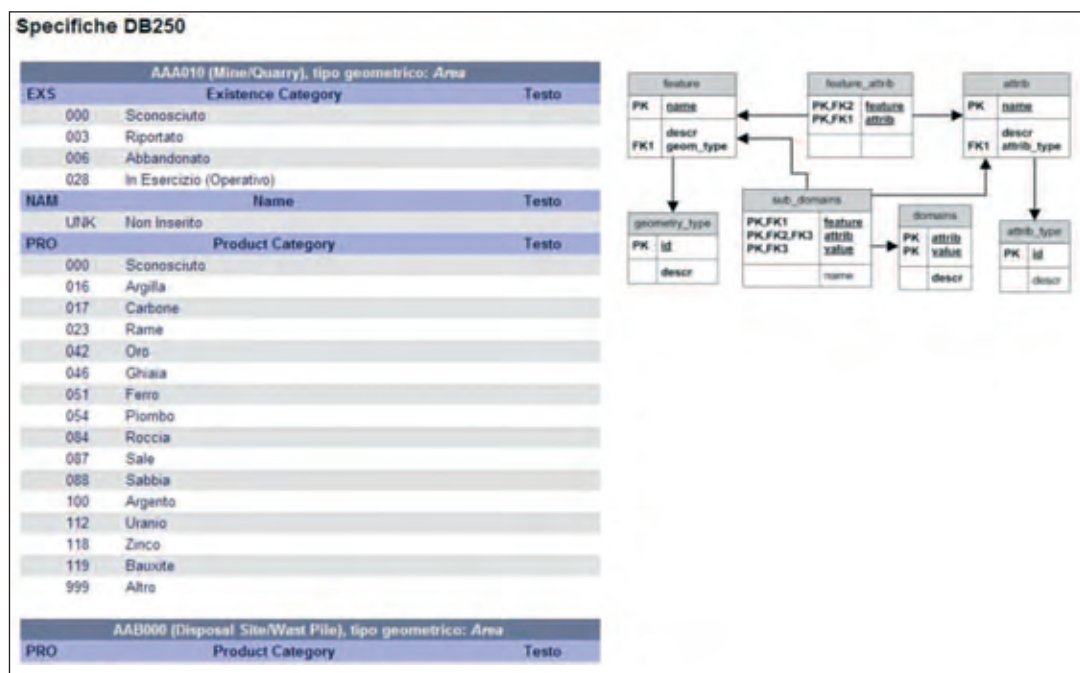 Specifiche DB250
AAA010 (Mine/Quarry), tipo geometrico: Area
EXS Existence Category Testo
000 Sconosciuto
003 Riportato
006 Abbandonato
028 In Esercizio (Operativo)
NAM Name Testo
UNK Non Inserito
PRO Product Category Testo
000 Sconosciuto
016 Argilla
017 Carbone
023 Rame
042 Oro
046 Ghiaia
051 Ferro
054 Piombo
084 Roccia
087 Sale
088 Sabbia
100 Argento
112 Uranio
118 Zinco
119 Bauxite
999 Altro
AAB000 (Disposal Site/Wast Pile), tipo geometrico: Area
PRO Product Category Testo
feature
PK name
descr
FK1 geom_type
feature_attrib
PK,FK2 feature
PK,FK1 attrib
attrib
PK name
descr
FK1 attrib_type
geometry_type
PK id
descr
sub_domains
PK,FK1 feature
PK,FK2,FK3 attrib
PK,FK3 value
name
domains
PK attrib
PK value
descr
attrib_type
PK id
descr